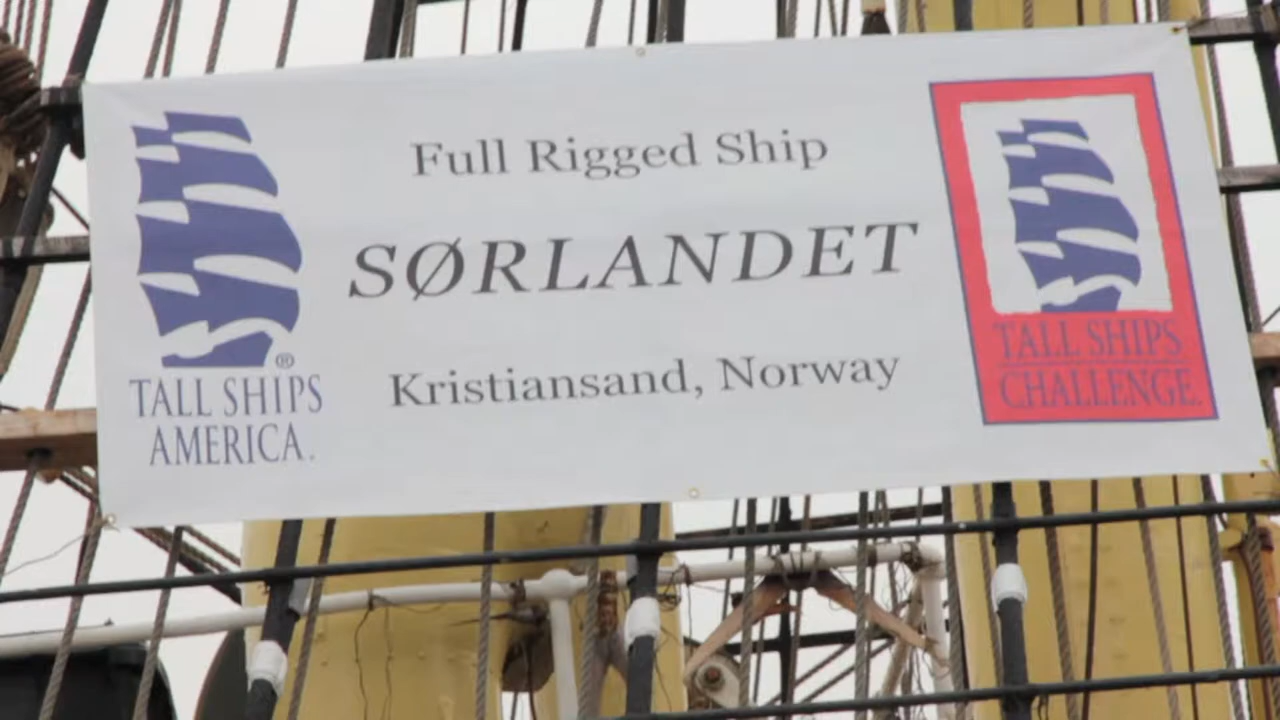 Full Rigged Ship
SØRLANDET
Kristiansand, Norway
®
TALL SHIPS
AMERICA.
TALL SHIPS
CHALLENGE.